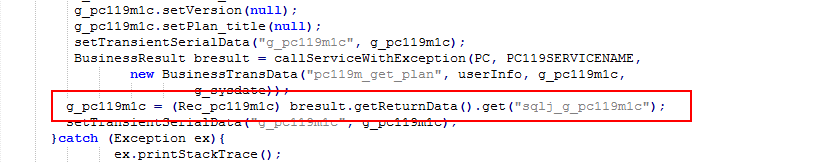 g_pc119m1c.setVersion(null);
g_pc119m1c.setPlan_title(null);
setTransientSerialData("g_pc119m1c", g_pc119m1c);
BusinessResult bresult = callServiceWithException(PC, PC119SERVICENAME,
new BusinessTransData("pc119m_get_plan", userInfo, g_pc119m1c,
g_sysdate));
g_pc119m1c = (Rec_pc119m1c) bresult.getReturnData().get("sqlj_g_pc119m1c");
setTransientSerialData("g_pc119m1c", g_pc119m1c);
}catch (Exception ex){
ex.printStackTrace();